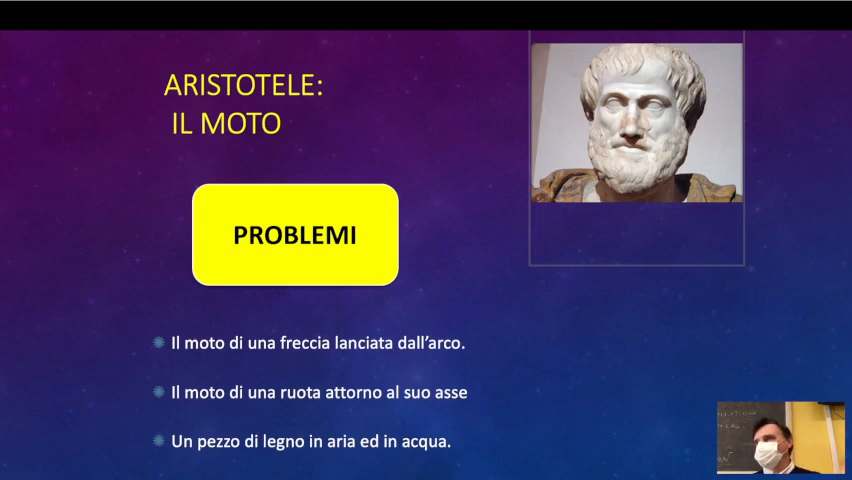 ARISTOTELE:
IL MOTO
PROBLEMI
Il moto di una freccia lanciata dall’arco.
Il moto di una ruota attorno al suo asse
Un pezzo di legno in aria ed in acqua.